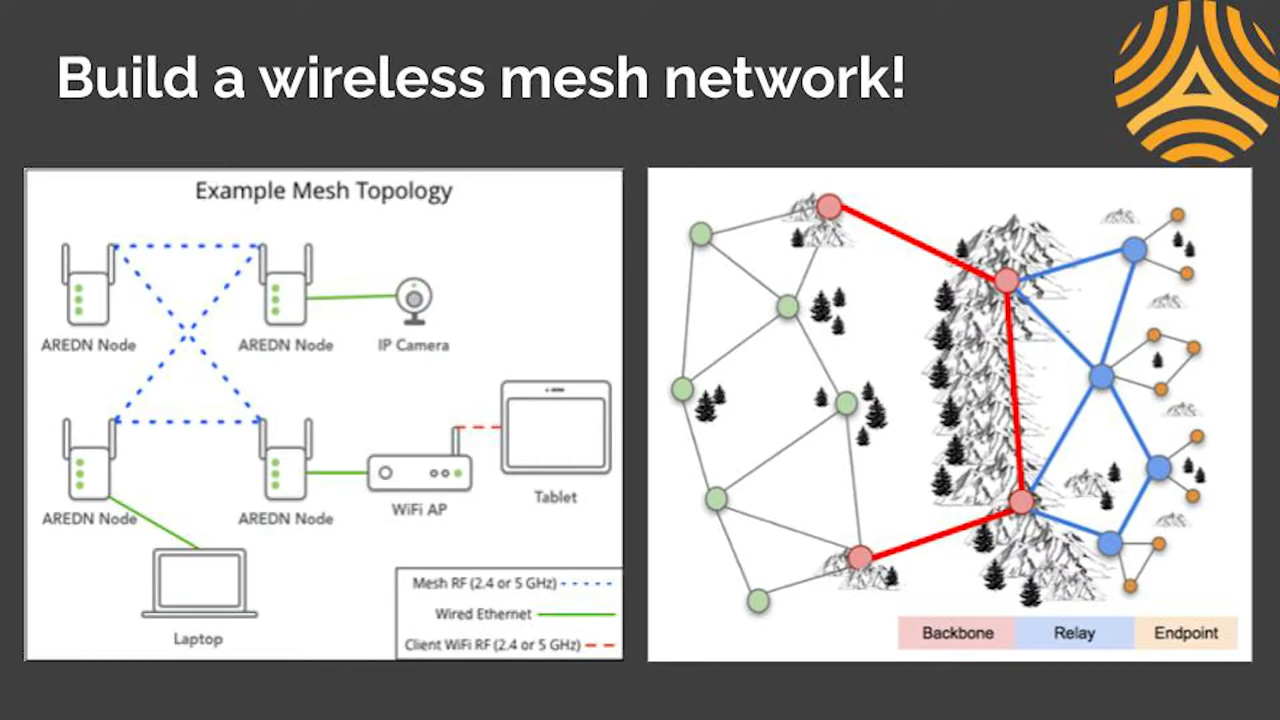 Build a wireless mesh network!
Example Mesh Topology
AREDN Node
AREDN Node
IP Camera
AREDN Node
AREDN Node
WiFi AP
Tablet
Laptop
Mesh RF (2.4 or 5 GHz)
Wired Ethernet
Client WiFi RF (2.4 or 5 GHz)
Backbone
Relay
Endpoint